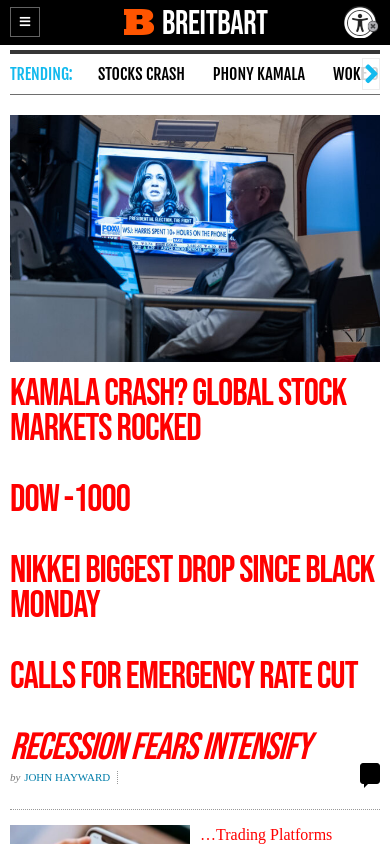 BREITBART
TRENDING: STOCKS CRASH PHONY KAMALA WOKE
PRESIDENTIAL ELECTION, THE FIGHT
WSJ: HARRIS SPENT 10+ HOURS ON THE PHONE
KAMALA CRASH? GLOBAL STOCK
MARKETS ROCKED
DOW -1000
NIKKEI BIGGEST DROP SINCE BLACK
MONDAY
CALLS FOR EMERGENCY RATE CUT
RECESSION FEARS INTENSIFY
by JOHN HAYWARD
…Trading Platforms